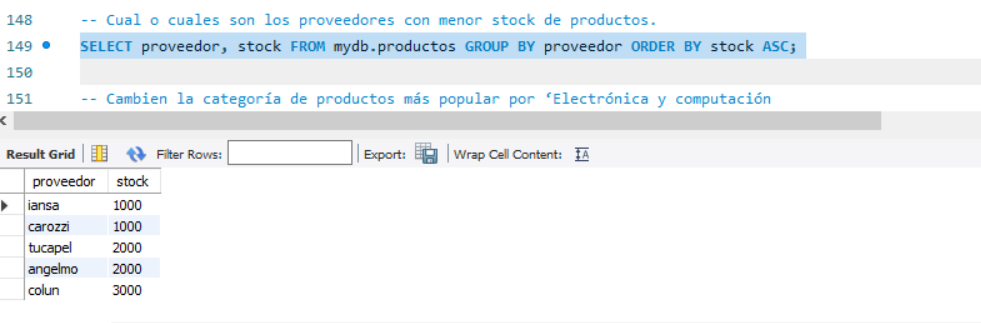 148 -- Cual o cuales son los proveedores con menor stock de productos.
149 SELECT proveedor, stock FROM mydb.productos GROUP BY proveedor ORDER BY stock ASC;
150
151 -- Cambien la categoría de productos más popular por ‘Electrónica y computación
Result Grid Filter Rows: Export: Wrap Cell Content: IA
proveedor stock
iansa 1000
carozzi 1000
tucapel 2000
angelmo 2000
colun 3000